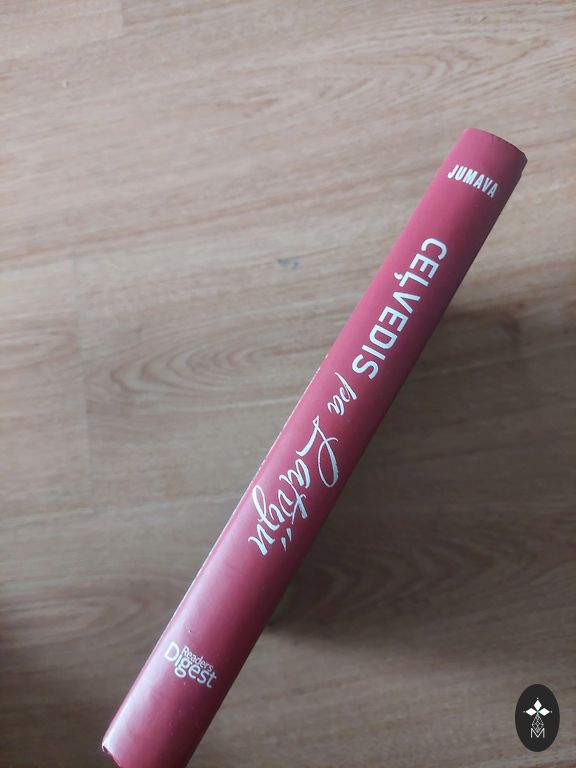 JUMAVA
CEĻVEDIS pa Latviju
Reader's
Digest
M